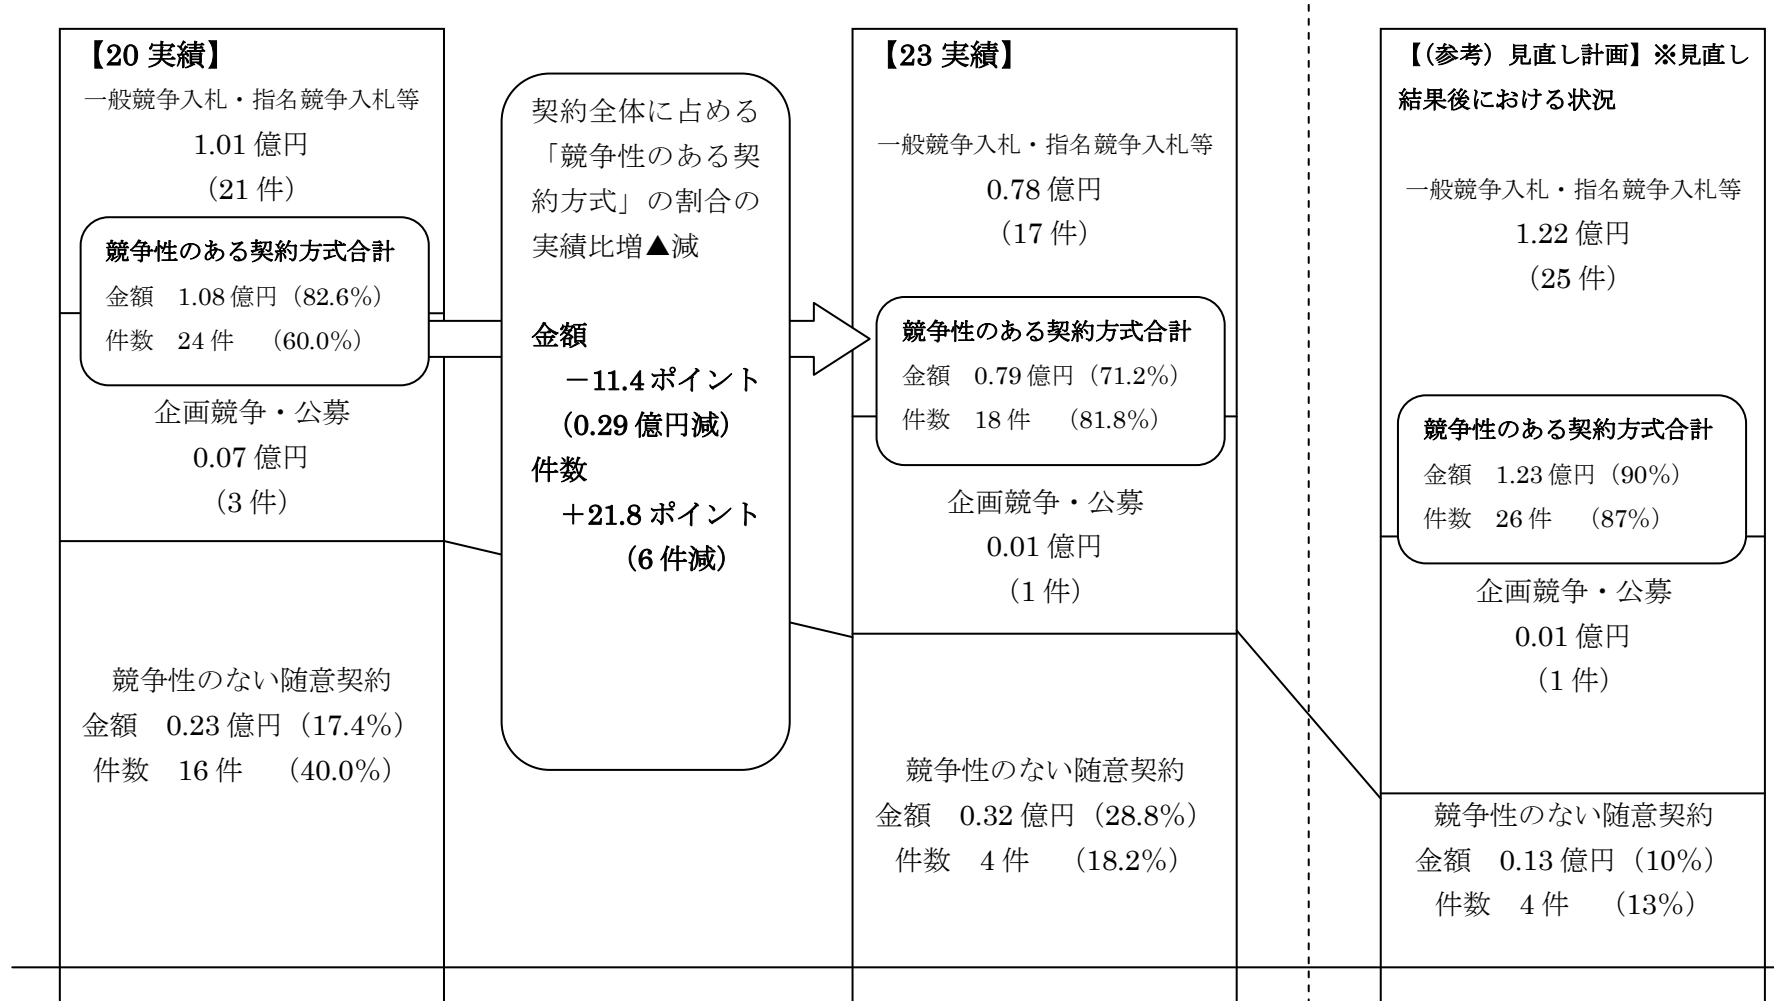 【20 実績】
一般競争入札・指名競争入札等
1.01 億円
（21 件）
競争性のある契約方式合計
金額　1.08 億円（82.6％）
件数　24 件　（60.0％）
企画競争・公募
0.07 億円
（3 件）
競争性のない随意契約
金額　0.23 億円（17.4％）
件数　16 件　（40.0％）
契約全体に占める
「競争性のある契
約方式」の割合の
実績比増▲減
金額
－11.4 ポイント
（0.29 億円減）
件数
＋21.8 ポイント
（6 件減）
【23 実績】
一般競争入札・指名競争入札等
0.78 億円
（17 件）
競争性のある契約方式合計
金額　0.79 億円（71.2％）
件数　18 件　（81.8％）
企画競争・公募
0.01 億円
（1 件）
競争性のない随意契約
金額　0.32 億円（28.8％）
件数　4 件　（18.2％）
【(参考）見直し計画】※見直し
結果後における状況
一般競争入札・指名競争入札等
1.22 億円
（25 件）
競争性のある契約方式合計
金額　1.23 億円（90％）
件数　26 件　（87％）
企画競争・公募
0.01 億円
（1 件）
競争性のない随意契約
金額　0.13 億円（10％）
件数　4 件　（13％）